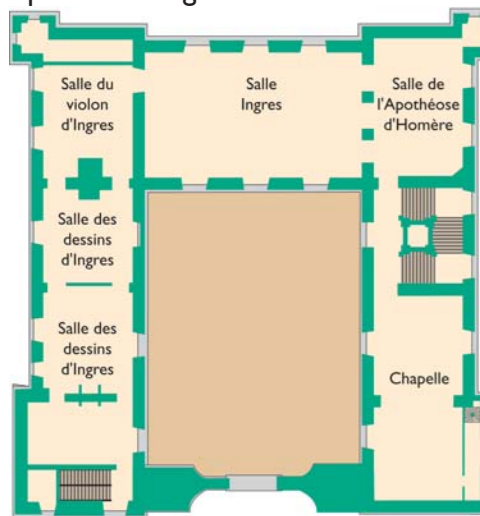 Salle du
violon
d'Ingres
Salle
Ingres
Salle de
l'Apothéose
d'Homère
Salle des
dessins
d'Ingres
Salle des
dessins
d'Ingres
Chapelle